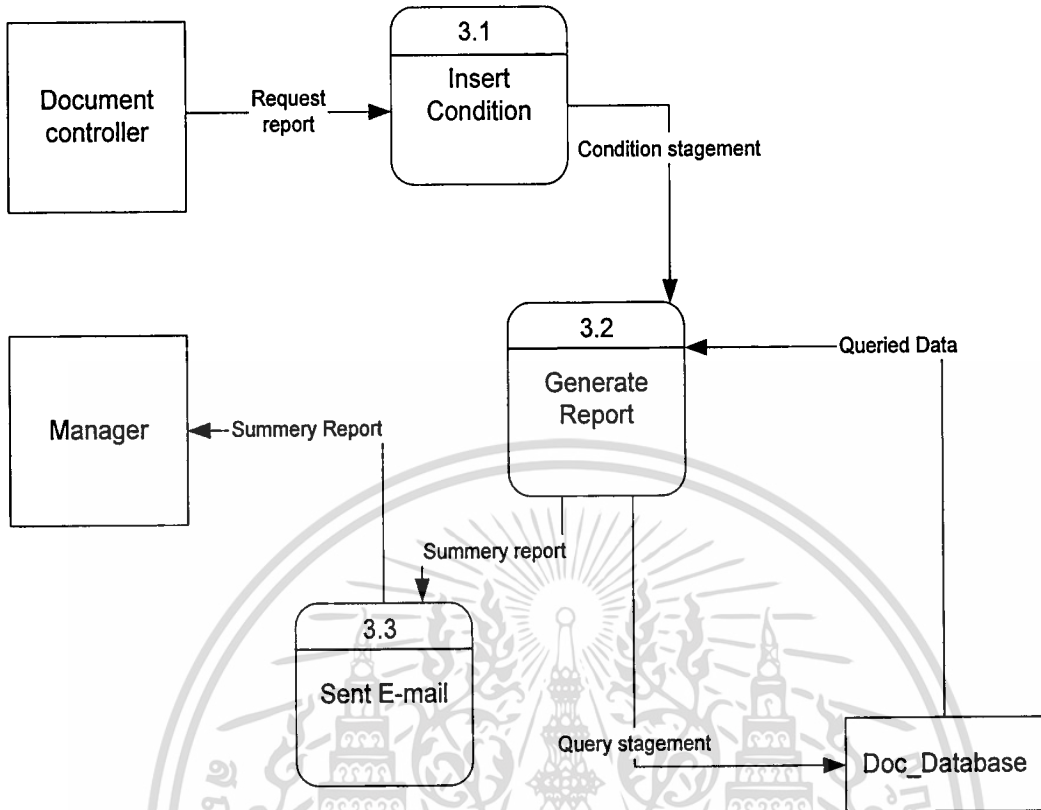 3.1
Insert
Condition
Document
controller
Request
report
Condition stagement
3.2
Generate
Report
Queried Data
Manager
Summery Report
Summery report
3.3
Sent E-mail
Query stagement
Doc_Database